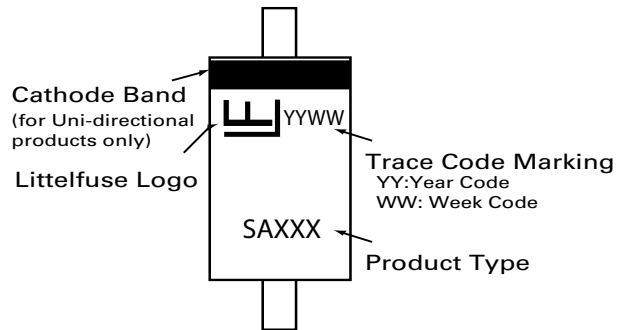 Cathode Band
(for Uni-directional
products only)
Littelfuse Logo
YYWW
Trace Code Marking
YY:Year Code
WW: Week Code
SAXXX
Product Type